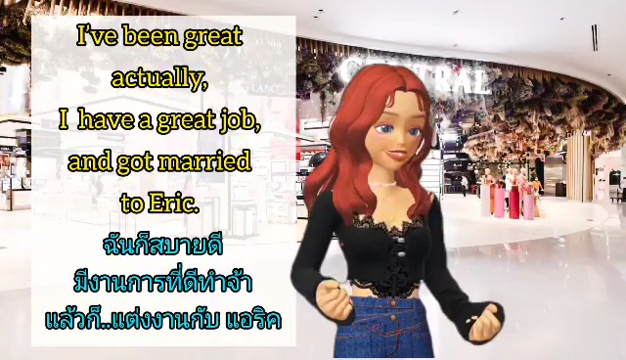 I've been great
actually,
I have a great job,
and got married
to Eric.
ฉันก็สบายดี
มีงานการที่ดีทำจ้า
แล้วก็..แต่งงานกับ แอริค